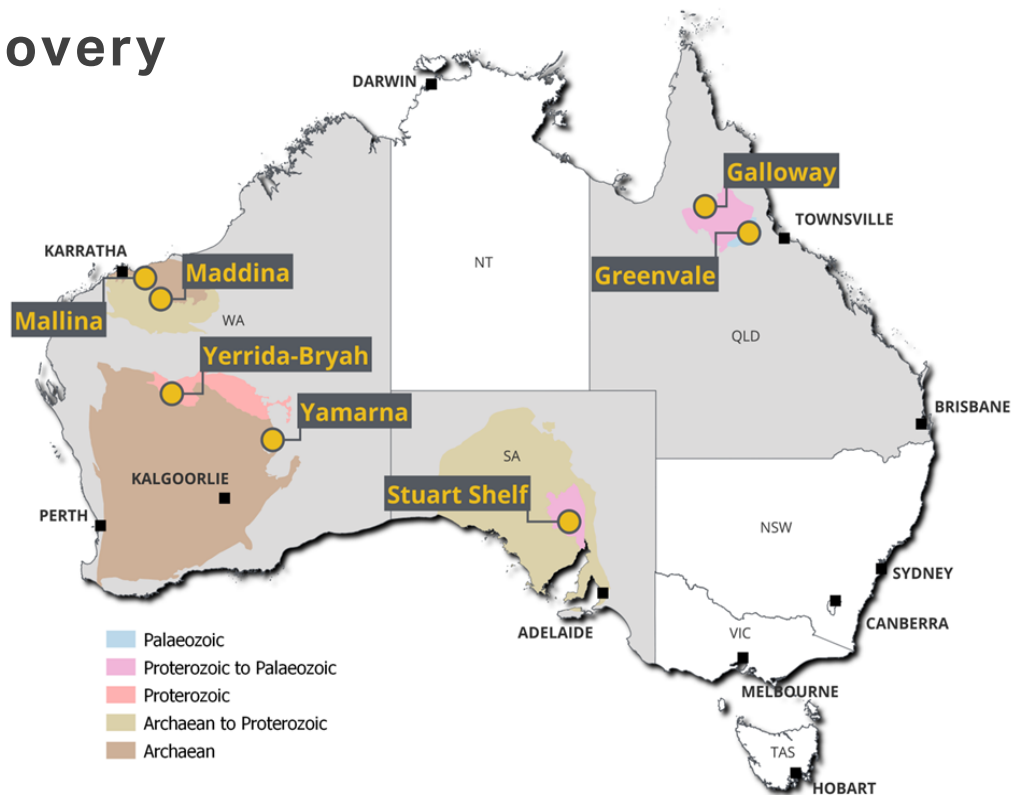 overy
DARWIN
Galloway
TOWNSVILLE
KARRATHA
Maddina
NT
Greenvale
Mallina
WA
QLD
Yerrida-Bryah
Yamarna
BRISBANE
SA
KALGOORLIE
Stuart Shelf
PERTH
NSW
SYDNEY
CANBERRA
ADELAIDE
VIC
Palaeozoic
Proterozoic to Palaeozoic
MELBOURNE
Proterozoic
Archaean to Proterozoic
Archaean
TAS
HOBART